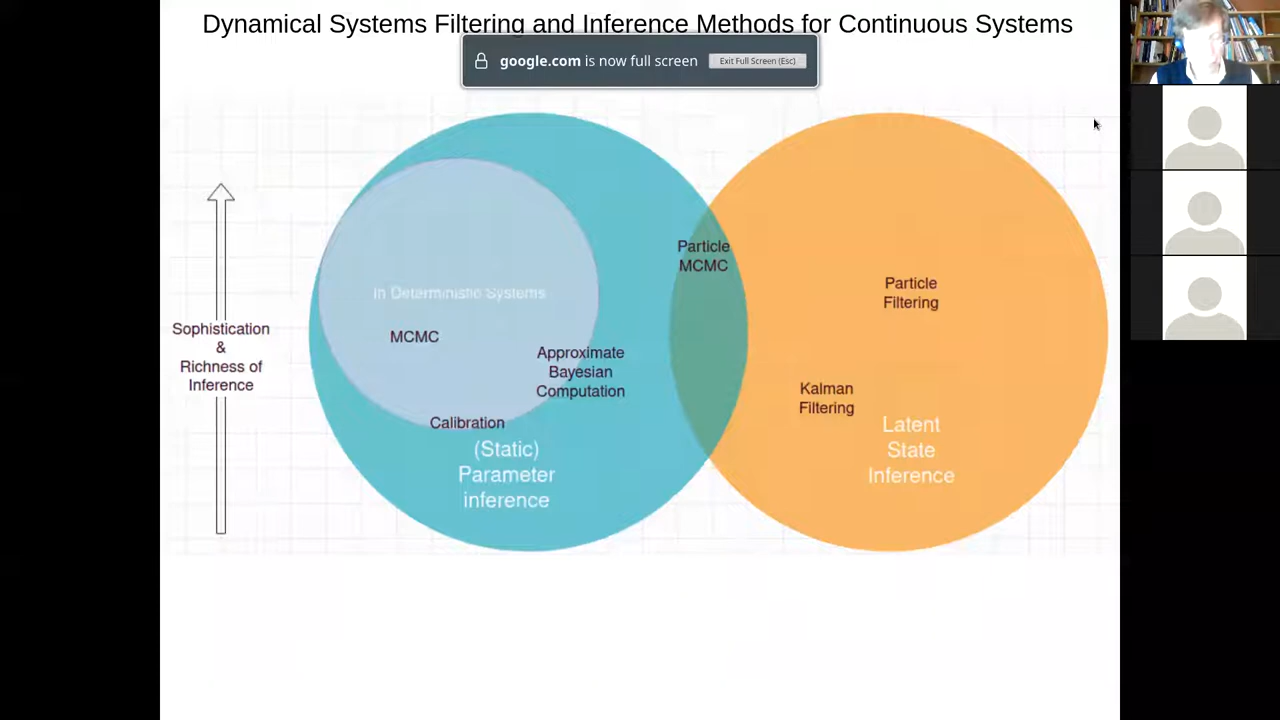 Dynamical Systems Filtering and Inference Methods for Continuous Systems
google.com is now full screen
Exit Full Screen (Esc)
Sophistication
&
Richness of
Inference
in Deterministic Systems
MCMC
Approximate
Bayesian
Computation
Calibration
(Static)
Parameter
inference
Particle
MCMC
Particle
Filtering
Kalman
Filtering
Latent
State
Inference